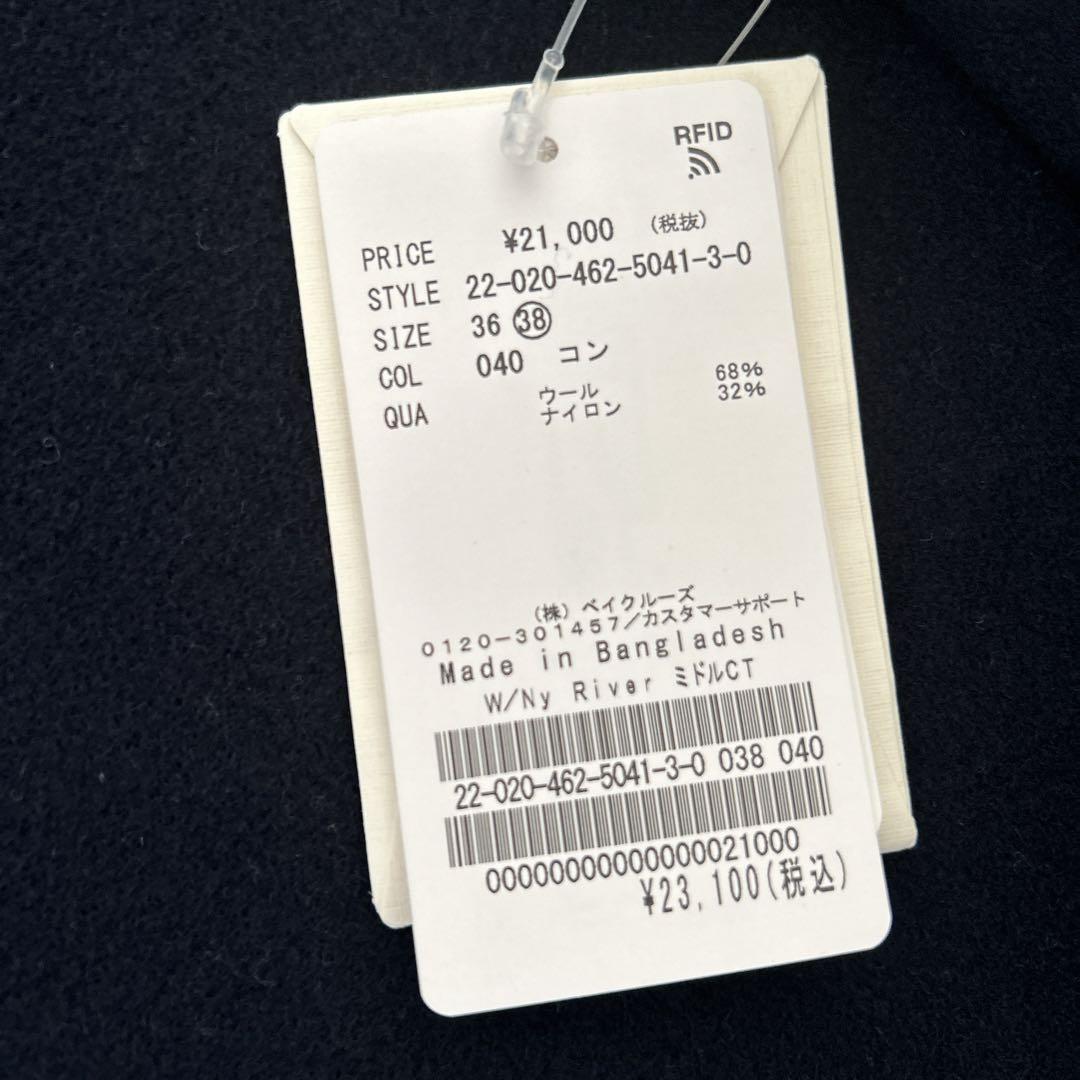 RFID
PRICE ¥21,000 (税抜)
STYLE 22-020-462-5041-3-0
SIZE 36 ㊳
COL 040 コン
QUA ウール 68%
ナイロン 32%
(株)ベイクルーズ
0120-301457/カスタマーサポート
Made in Bangladesh
W/Ny River ミドルCT
22-020-462-5041-3-0 038 040
00000000000000021000
¥23,100(税込)